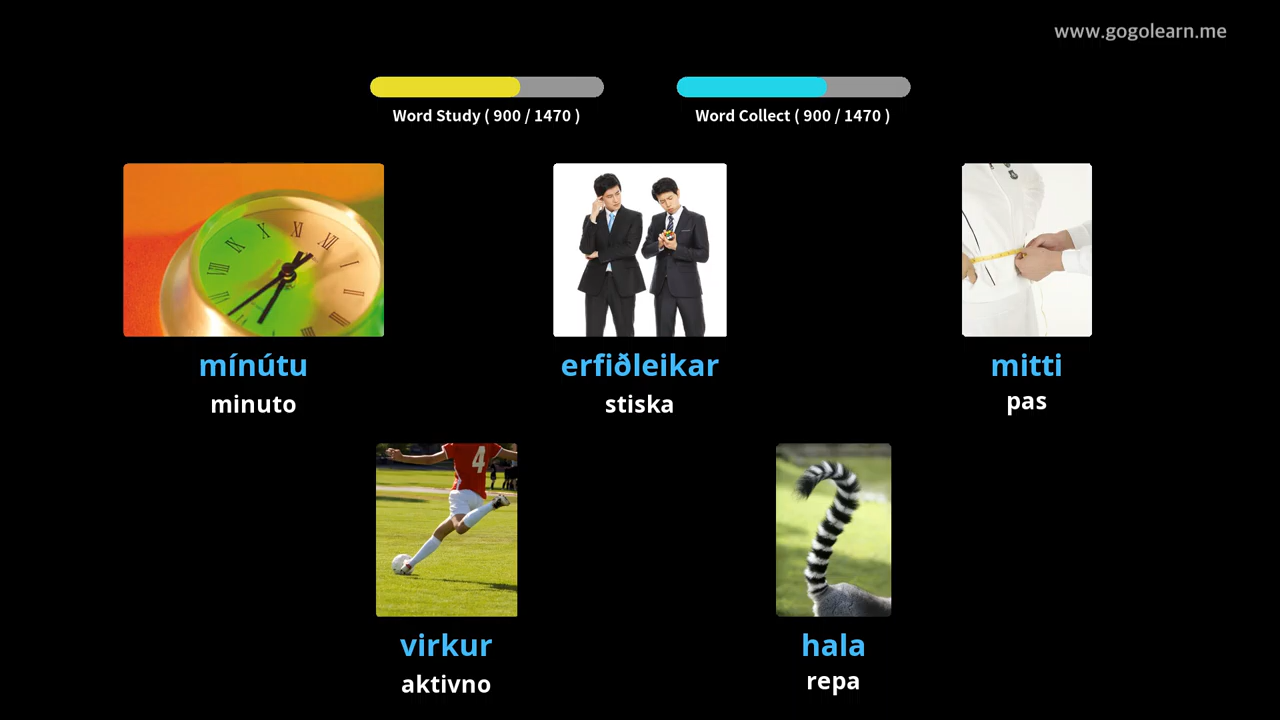 www.gogolearn.me
Word Study ( 900 / 1470 )
Word Collect ( 900 / 1470 )
mínútu
minuto
erfiðleikar
stiska
mitti
pas
4
virkur
aktivno
hala
repa